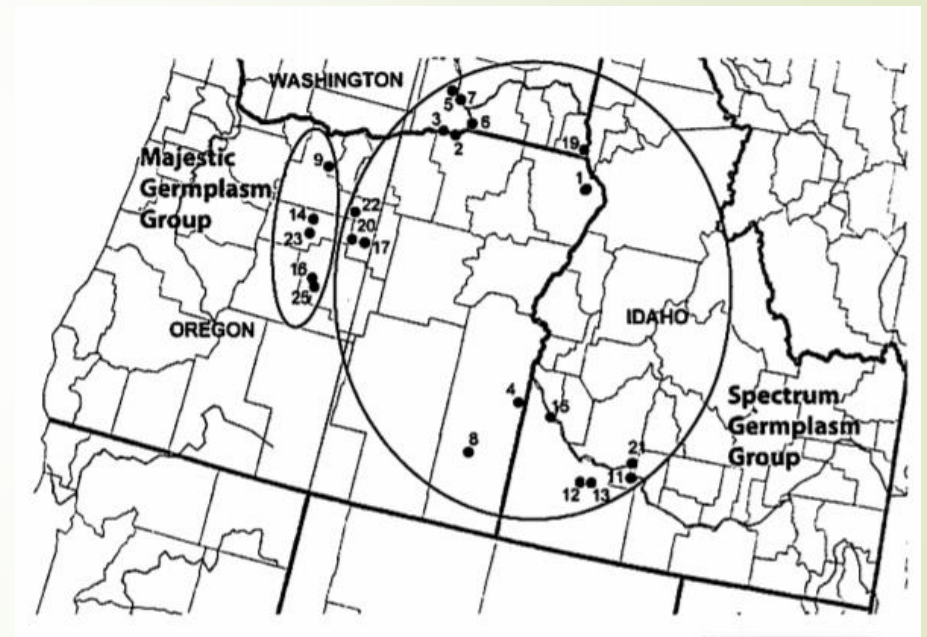 WASHINGTON
5
7
3
6
2
19
Majestic
Germplasm
Group
9
1
14
22
23
20
17
16
25
OREGON
IDAHO
4
15
Spectrum
Germplasm
Group
8
21
11
12
13